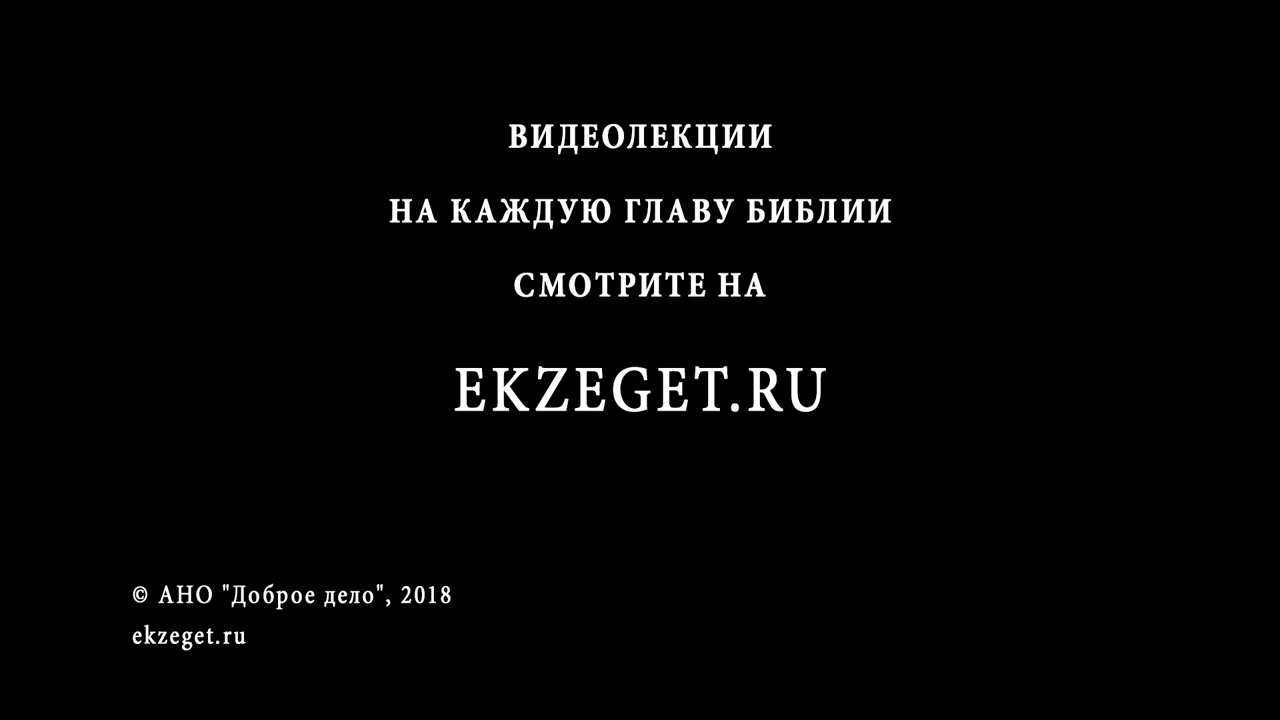 ВИДЕОЛЕКЦИИ
НА КАЖДУЮ ГЛАВУ БИБЛИИ
СМОТРИТЕ НА
EKZEGET.RU
© АНО "Доброе дело", 2018
ekzeget.ru